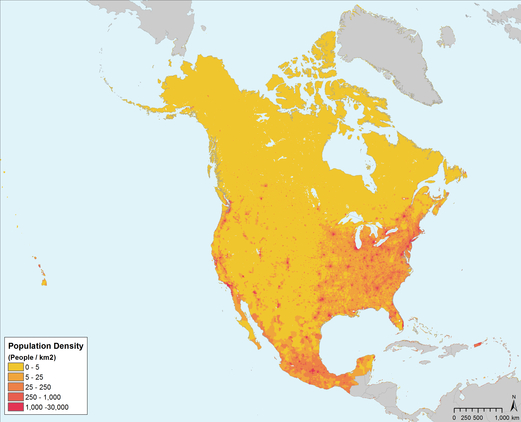 Population Density
(People / km2)
0 - 5
5 - 25
25 - 250
250 - 1,000
1,000 -30,000
N
0 250 500 1,000 km